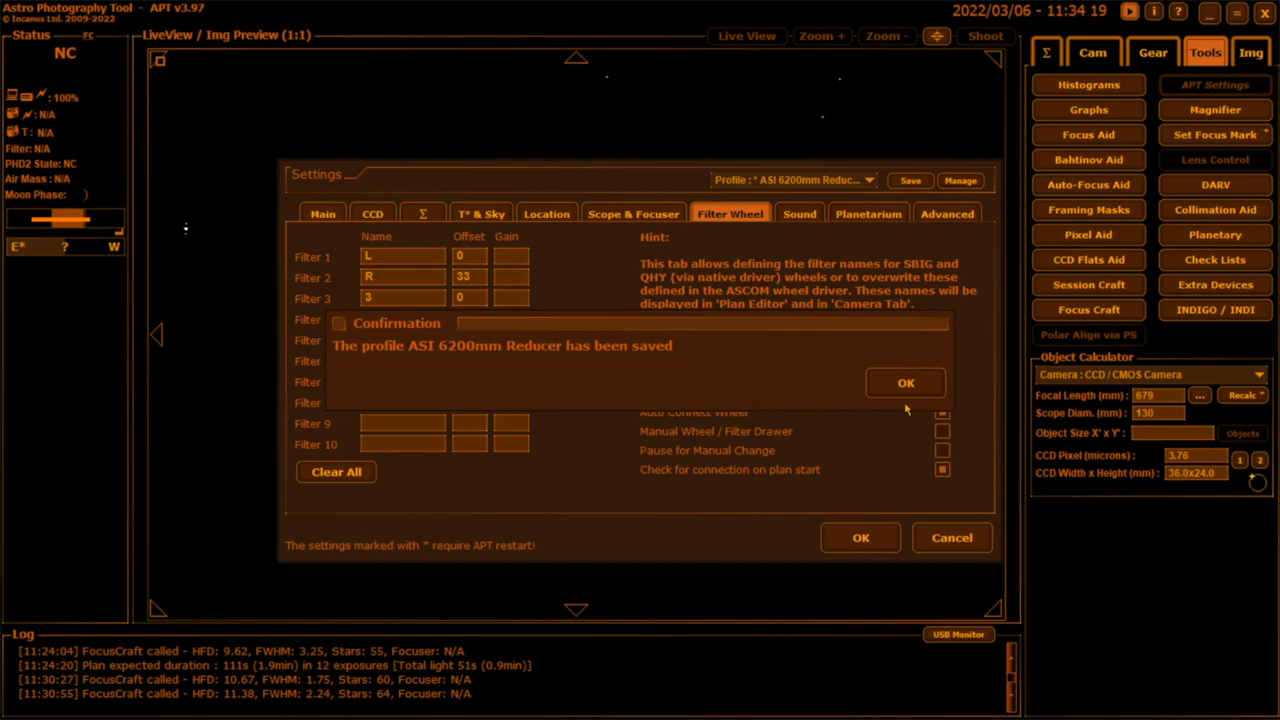 Astro Photography Tool - APT v3.97
© Incanus Ltd. 2009-2022
2022/03/06 - 11:34 19
i
?
_
=
X
Status
NC
: 100%
: N/A
T : N/A
Filter: N/A
PHD2 State: NC
Air Mass : N/A
Moon Phase:
E* ? W
LiveView / Img Preview (1:1)
Live View
Zoom +
Zoom -
Shoot
Σ
Cam
Gear
Tools
Img
Histograms
APT Settings
Graphs
Magnifier
Focus Aid
Set Focus Mark +
Bahtinov Aid
Lens Control
Auto-Focus Aid
DARV
Framing Masks
Collimation Aid
Pixel Aid
Planetary
CCD Flats Aid
Check Lists
Session Craft
Extra Devices
Focus Craft
INDIGO / INDI
Polar Align via PS
Object Calculator
Camera : CCD / CMOS Camera
Focal Length (mm) : 679 ... Recalc +
Scope Diam. (mm) : 130
Object Size X' x Y' : Objects
CCD Pixel (microns) : 3.76 1 2
CCD Width x Height (mm) : 36.0x24.0
Settings
Profile : * ASI 6200mm Reduc...
Save
Manage
Main
CCD
Σ
T° & Sky
Location
Scope & Focuser
Filter Wheel
Sound
Planetarium
Advanced
Name Offset Gain
Filter 1 L 0
Filter 2 R 33
Filter 3 3 0
Filter
Filter
Filter
Filter
Filter
Filter 9
Filter 10
Clear All
Hint:
This tab allows defining the filter names for SBIG and
QHY (via native driver) wheels or to overwrite these
defined in the ASCOM wheel driver. These names will be
displayed in 'Plan Editor' and in 'Camera Tab'.
Confirmation
The profile ASI 6200mm Reducer has been saved
OK
Auto Connect Wheel
Manual Wheel / Filter Drawer
Pause for Manual Change
Check for connection on plan start
The settings marked with * require APT restart!
OK
Cancel
Log
USB Monitor
[11:24:04] FocusCraft called - HFD: 9.62, FWHM: 3.25, Stars: 55, Focuser: N/A
[11:24:20] Plan expected duration : 111s (1.9min) in 12 exposures [Total light 51s (0.9min)]
[11:30:27] FocusCraft called - HFD: 10.67, FWHM: 1.75, Stars: 60, Focuser: N/A
[11:30:55] FocusCraft called - HFD: 11.38, FWHM: 2.24, Stars: 64, Focuser: N/A